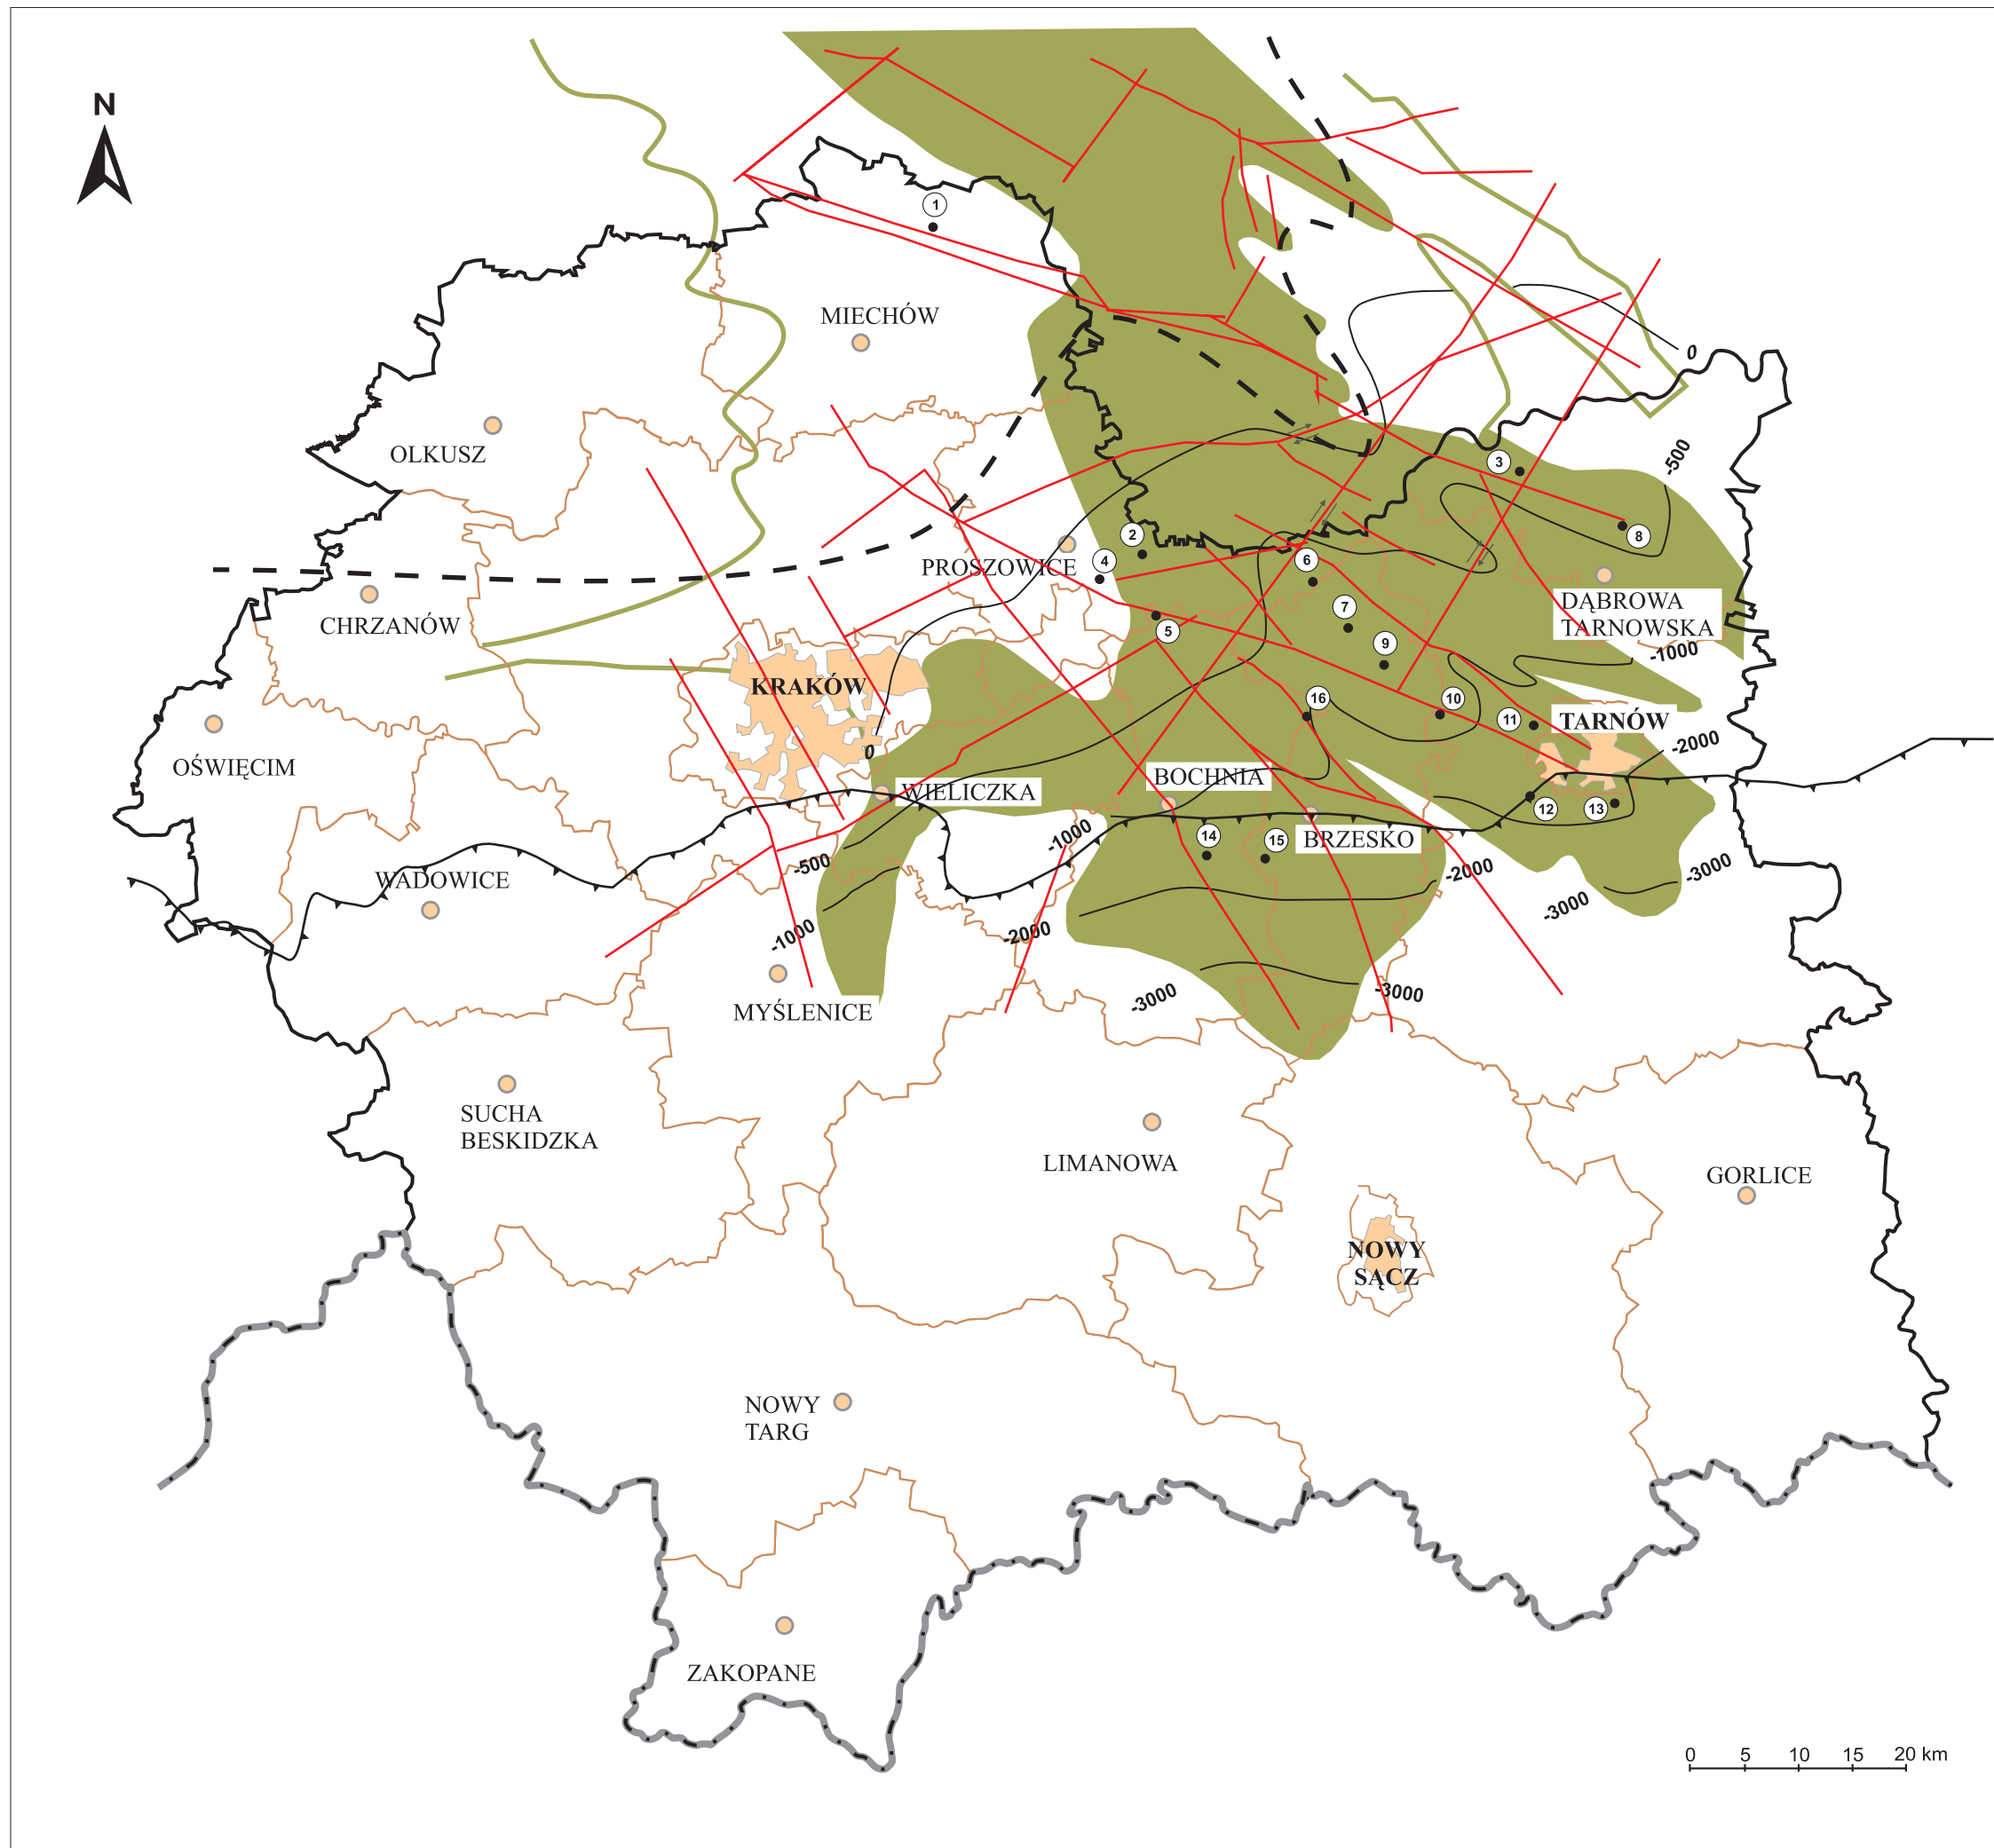 N
1
MIECHÓW
0
OLKUSZ
-500
3
8
2
4
PROSZOWICE
6
CHRZANÓW
DĄBROWA
TARNOWSKA
7
5
9
-1000
KRAKÓW
16
10
11
TARNÓW
0
-2000
OŚWIĘCIM
BOCHNIA
WIELICZKA
12
13
14
15
BRZESKO
-1000
-500
-2000
-3000
WADOWICE
-3000
-1000
-2000
-3000
-3000
MYŚLENICE
SUCHA
BESKIDZKA
LIMANOWA
GORLICE
NOWY
SĄCZ
NOWY
TARG
ZAKOPANE
0 5 10 15 20 km